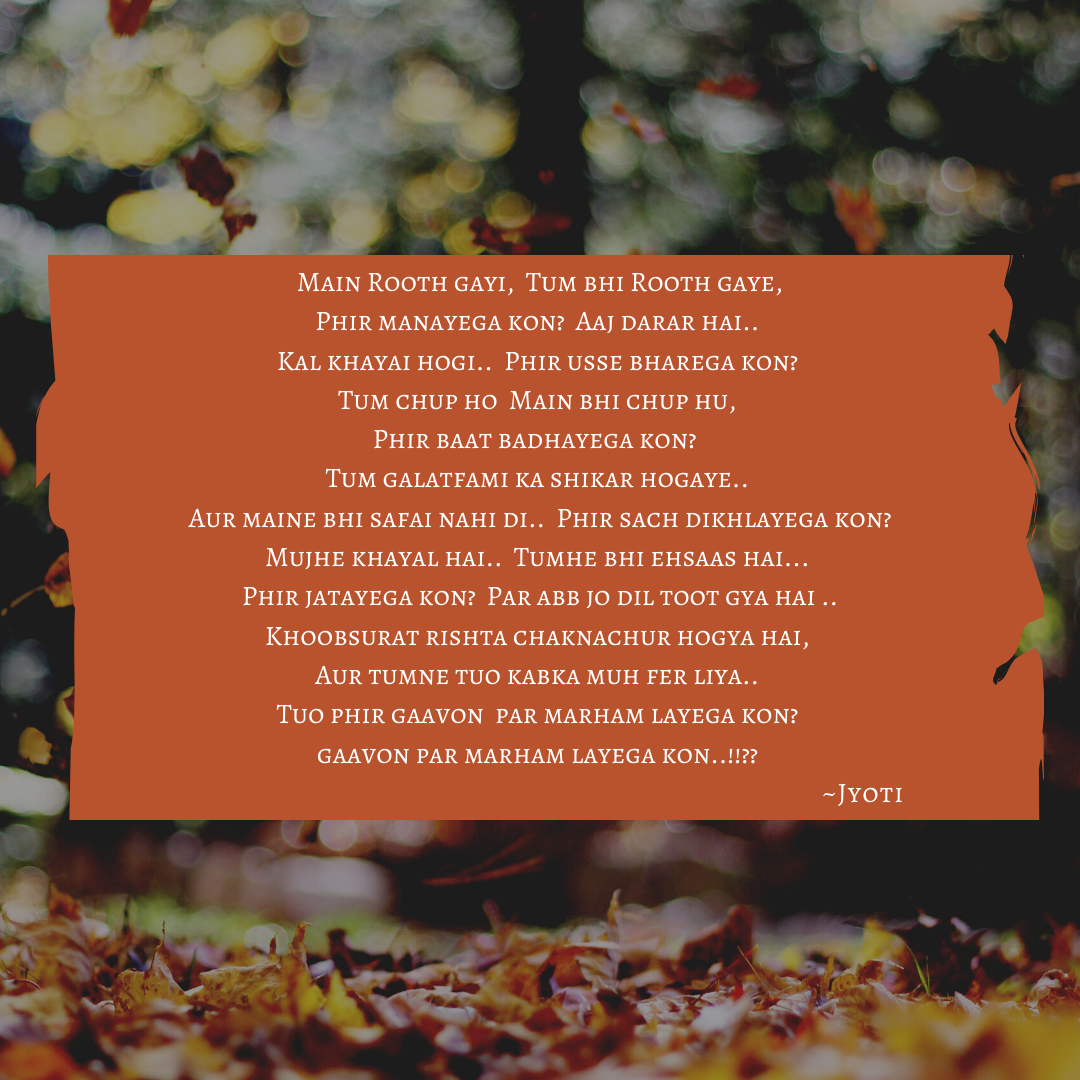 Main Rooth gayi, Tum bhi Rooth gaye,
Phir manayega kon? Aaj darar hai..
Kal khayai hogi.. Phir usse bharega kon?
Tum chup ho Main bhi chup hu,
Phir baat badhayega kon?
Tum galatfami ka shikar hogaye..
Aur maine bhi safai nahi di.. Phir sach dikhlayega kon?
Mujhe khayal hai.. Tumhe bhi ehsaas hai...
Phir jatayega kon? Par abb jo dil toot gya hai ..
Khoobsurat rishta chaknachur hogya hai,
Aur tumne tuo kabka muh fer liya..
Tuo phir gaavon par marham layega kon?
gaavon par marham layega kon..!!??
~Jyoti